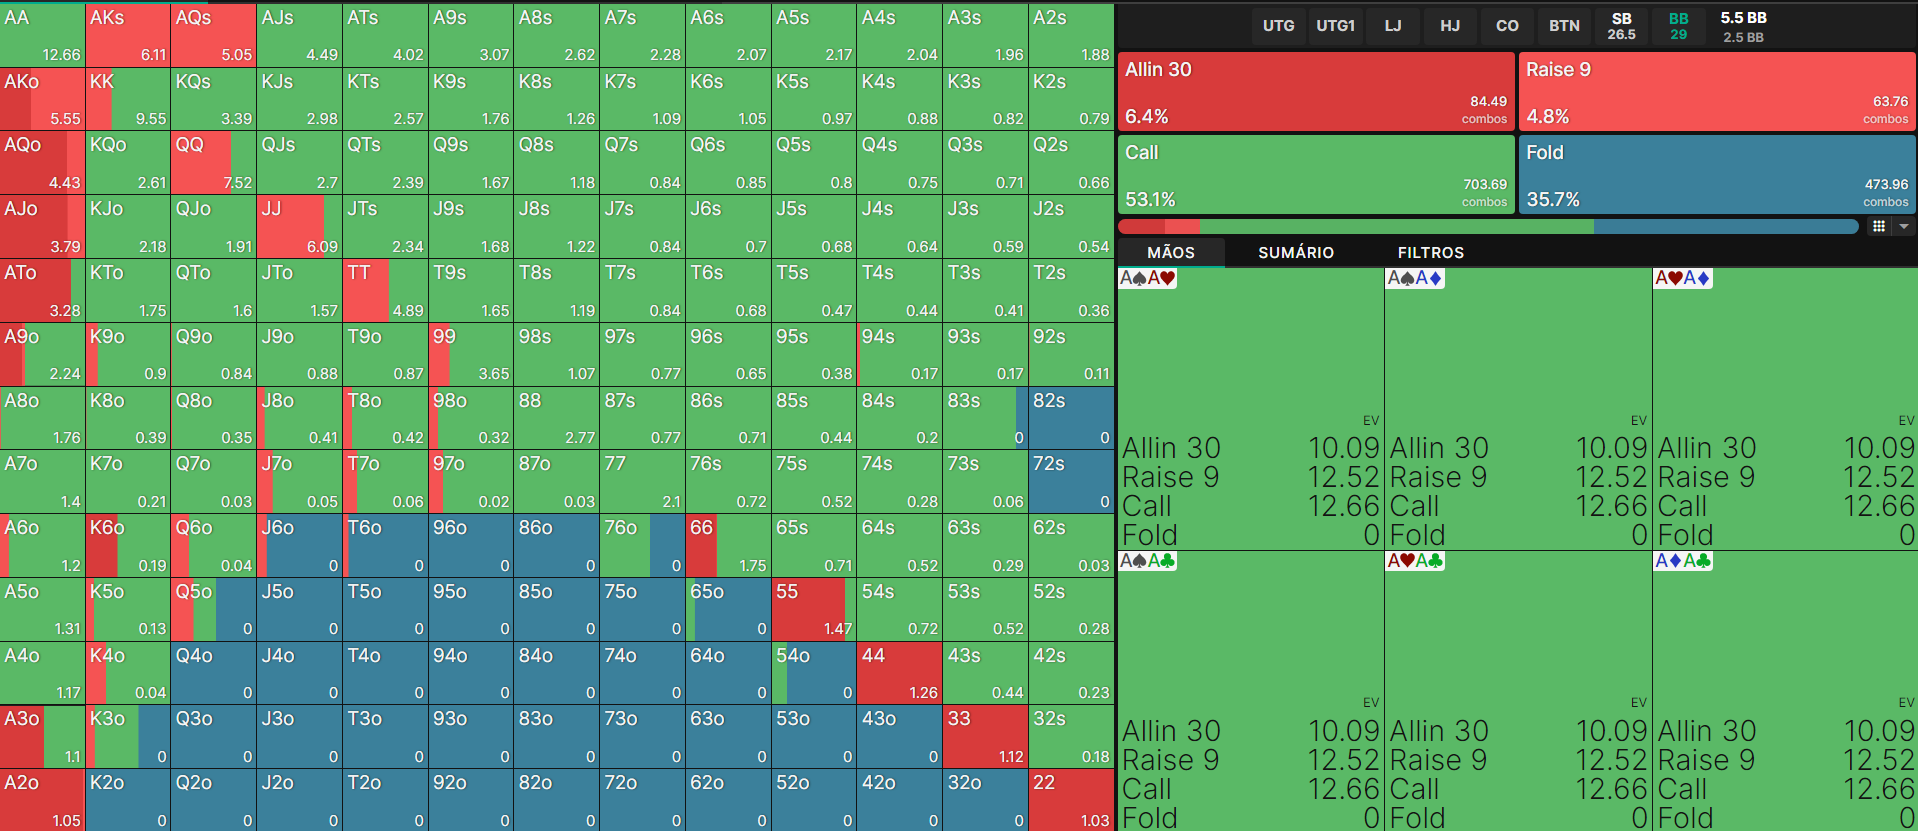 AA AKs AQs AJs ATs A9s A8s A7s A6s A5s A4s A3s A2s
12.66 6.11 5.05 4.49 4.02 3.07 2.62 2.28 2.07 2.17 2.04 1.96 1.88
AKo KK KQs KJs KTs K9s K8s K7s K6s K5s K4s K3s K2s
5.55 9.55 3.39 2.98 2.57 1.76 1.26 1.09 1.05 0.97 0.88 0.82 0.79
AQo KQo QQ QJs QTs Q9s Q8s Q7s Q6s Q5s Q4s Q3s Q2s
4.43 2.61 7.52 2.7 2.39 1.67 1.18 0.84 0.85 0.8 0.75 0.71 0.66
AJo KJo QJo JJ JTs J9s J8s J7s J6s J5s J4s J3s J2s
3.79 2.18 1.91 6.09 2.34 1.68 1.22 0.84 0.7 0.68 0.64 0.59 0.54
ATo KTo QTo JTo TT T9s T8s T7s T6s T5s T4s T3s T2s
3.28 1.75 1.6 1.57 4.89 1.65 1.19 0.84 0.68 0.47 0.44 0.41 0.36
A9o K9o Q9o J9o T9o 99 98s 97s 96s 95s 94s 93s 92s
2.24 0.9 0.84 0.88 0.87 3.65 1.07 0.77 0.65 0.38 0.17 0.17 0.11
A8o K8o Q8o J8o T8o 98o 88 87s 86s 85s 84s 83s 82s
1.76 0.39 0.35 0.41 0.42 0.32 2.77 0.77 0.71 0.44 0.2 0 0
A7o K7o Q7o J7o T7o 97o 87o 77 76s 75s 74s 73s 72s
1.4 0.21 0.03 0.05 0.06 0.02 0.03 2.1 0.72 0.52 0.28 0.06 0
A6o K6o Q6o J6o T6o 96o 86o 76o 66 65s 64s 63s 62s
1.2 0.19 0.04 0 0 0 0 0 1.75 0.71 0.52 0.29 0.03
A5o K5o Q5o J5o T5o 95o 85o 75o 65o 55 54s 53s 52s
1.31 0.13 0 0 0 0 0 0 0 1.47 0.72 0.52 0.28
A4o K4o Q4o J4o T4o 94o 84o 74o 64o 54o 44 43s 42s
1.17 0.04 0 0 0 0 0 0 0 0 1.26 0.44 0.23
A3o K3o Q3o J3o T3o 93o 83o 73o 63o 53o 43o 33 32s
1.1 0 0 0 0 0 0 0 0 0 0 1.12 0.18
A2o K2o Q2o J2o T2o 92o 82o 72o 62o 52o 42o 32o 22
1.05 0 0 0 0 0 0 0 0 0 0 0 1.03
UTG UTG1 LJ HJ CO BTN SB BB 5.5 BB
26.5 29 2.5 BB
Allin 30 Raise 9
84.49 63.76
6.4% combos 4.8% combos
Call Fold
703.69 473.96
53.1% combos 35.7% combos
MÃOS SUMÁRIO FILTROS
A♠A♥ A♠A♦ A♥A♦
EV EV EV
Allin 30 10.09 Allin 30 10.09 Allin 30 10.09
Raise 9 12.52 Raise 9 12.52 Raise 9 12.52
Call 12.66 Call 12.66 Call 12.66
Fold 0 Fold 0 Fold 0
A♠A♣ A♥A♣ A♦A♣
EV EV EV
Allin 30 10.09 Allin 30 10.09 Allin 30 10.09
Raise 9 12.52 Raise 9 12.52 Raise 9 12.52
Call 12.66 Call 12.66 Call 12.66
Fold 0 Fold 0 Fold 0